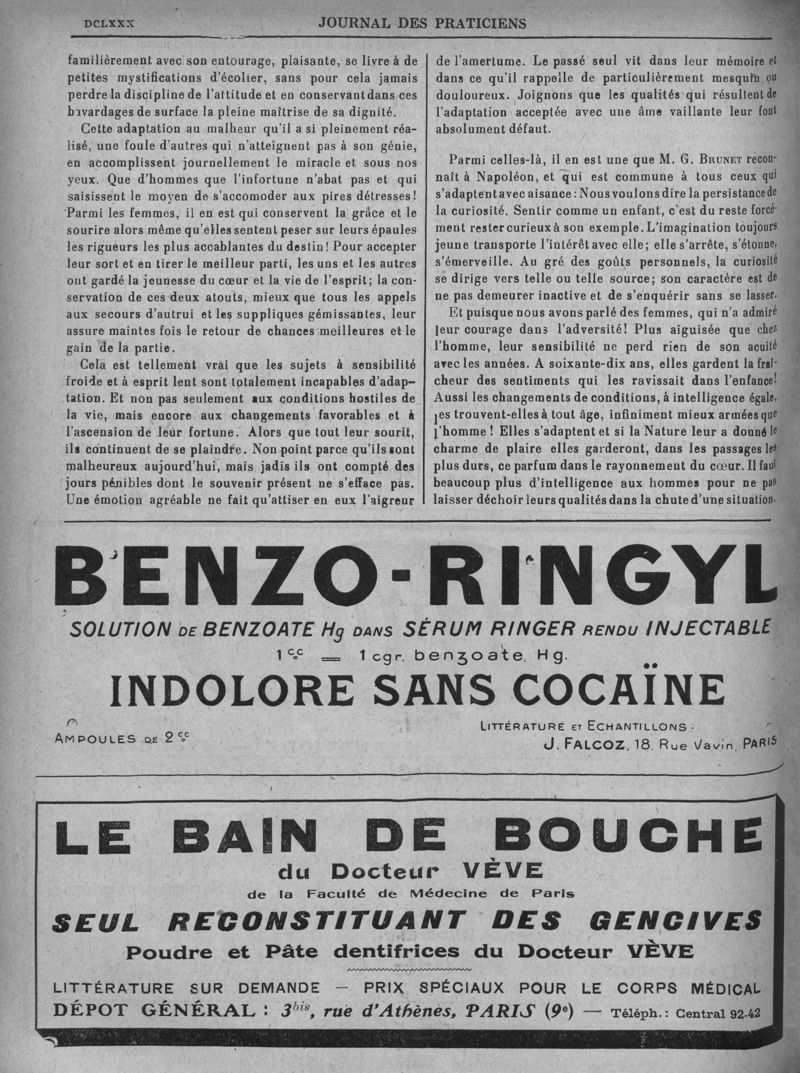 DCLXXX
JOURNAL DES PRATICIENS
familièrement avec son entourage, plaisante, se livre à de
petites mystifications d'écolier, sans pour cela jamais
perdre la discipline de l'attitude et en conservant dans ces
bavardages de surface la pleine maîtrise de sa dignité.
Cette adaptation au malheur qu'il a si pleinement réa-
lisé, une foule d'autres qui n'atteignent pas à son génie,
en accomplissent journellement le miracle et sous nos
yeux. Que d'hommes que l'infortune n'abat pas et qui
saisissent le moyen de s'accomoder aux pires détresses !
Parmi les femmes, il en est qui conservent la grâce et le
sourire alors même qu'elles sentent peser sur leurs épaules
les rigueurs les plus accablantes du destin ! Pour accepter
leur sort et en tirer le meilleur parti, les uns et les autres
ont gardé la jeunesse du cœur et la vie de l'esprit ; la con-
servation de ces deux atouts, mieux que tous les appels
aux secours d'autrui et les suppliques gémissantes, leur
assure maintes fois le retour de chances meilleures et le
gain de la partie.
Cela est tellement vrai que les sujets à sensibilité
froide et à esprit lent sont totalement incapables d'adap-
tation. Et non pas seulement aux conditions hostiles de
la vie, mais encore aux changements favorables et à
l'ascension de leur fortune. Alors que tout leur sourit,
ils continuent de se plaindre. Non point parce qu'ils sont
malheureux aujourd'hui, mais jadis ils ont compté des
jours pénibles dont le souvenir présent ne s'efface pas.
Une émotion agréable ne fait qu'attiser en eux l'aigreur
de l'amertume. Le passé seul vit dans leur mémoire et
dans ce qu'il rappelle de particulièrement mesquin ou
douloureux. Joignons que les qualités qui résultent de
l'adaptation acceptée avec une âme vaillante leur font
absolument défaut.
Parmi celles-là, il en est une que M. G. BRUNET recon-
naît à Napoléon, et qui est commune à tous ceux qui
s'adaptent avec aisance : Nous voulons dire la persistance de
la curiosité. Sentir comme un enfant, c'est du reste forcé-
ment rester curieux à son exemple. L'imagination toujours
jeune transporte l'intérêt avec elle ; elle s'arrête, s'étonne,
s'émerveille. Au gré des goûts personnels, la curiosité
se dirige vers telle ou telle source ; son caractère est de
ne pas demeurer inactive et de s'enquérir sans se lasser.
Et puisque nous avons parlé des femmes, qui n'a admiré
leur courage dans l'adversité ! Plus aiguisée que chez
l'homme, leur sensibilité ne perd rien de son acuité
avec les années. A soixante-dix ans, elles gardent la fraî-
cheur des sentiments qui les ravissait dans l'enfance !
Aussi les changements de conditions, à intelligence égale,
les trouvent-elles à tout âge, infiniment mieux armées que
l'homme ! Elles s'adaptent et si la Nature leur a donné le
charme de plaire elles garderont, dans les passages les
plus durs, ce parfum dans le rayonnement du cœur. Il faut
beaucoup plus d'intelligence aux hommes pour ne pas
laisser déchoir leurs qualités dans la chute d'une situation.
BENZO-RINGYL
SOLUTION DE BENZOATE Hg DANS SÉRUM RINGER RENDU INJECTABLE
1 cc = 1 cgr. benzoate Hg.
INDOLORE SANS COCAÏNE
AMPOULES DE 2 cc
LITTÉRATURE ET ECHANTILLONS.
J. FALCOZ, 18, Rue Vavin, PARIS
LE BAIN DE BOUCHE
du Docteur VÈVE
de la Faculté de Médecine de Paris
SEUL RECONSTITUANT DES GENCIVES
Poudre et Pâte dentifrices du Docteur VÈVE
LITTÉRATURE SUR DEMANDE — PRIX SPÉCIAUX POUR LE CORPS MÉDICAL
DÉPOT GÉNÉRAL : 3bis, rue d'Athènes, PARIS (9e) — Téléph. : Central 92-42